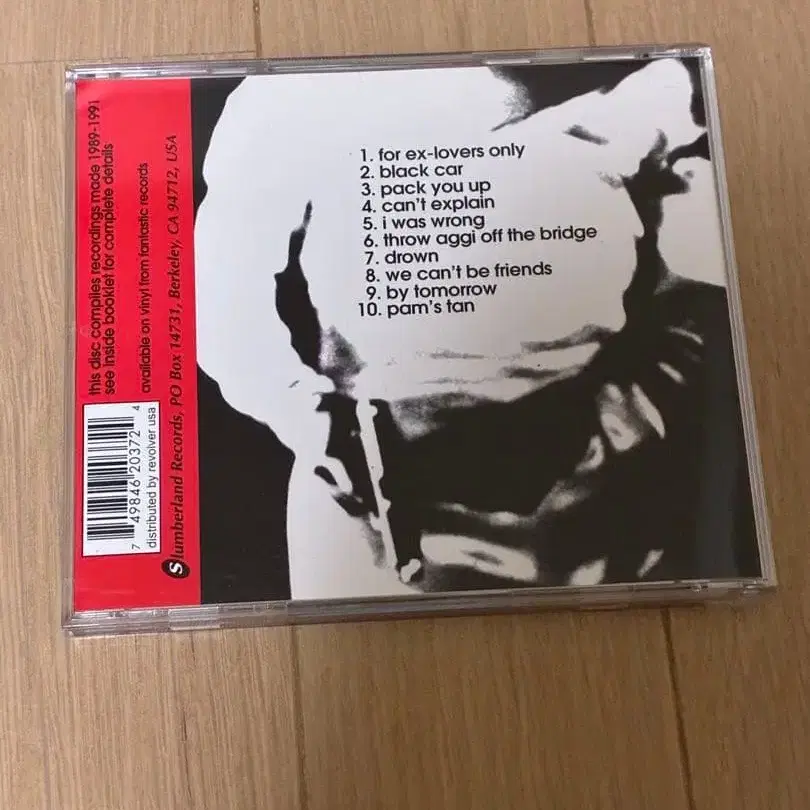 1. for ex-lovers only
2. black car
3. pack you up
4. can't explain
5. i was wrong
6. throw aggi off the bridge
7. drown
8. we can't be friends
9. by tomorrow
10. pam's tan
this disc compiles recordings made 1989-1991
see inside booklet for complete details
available on vinyl from fantastic records
Slumberland Records, PO Box 14731, Berkeley, CA 94712, USA
7 49846 20372 4
distributed by revolver usa